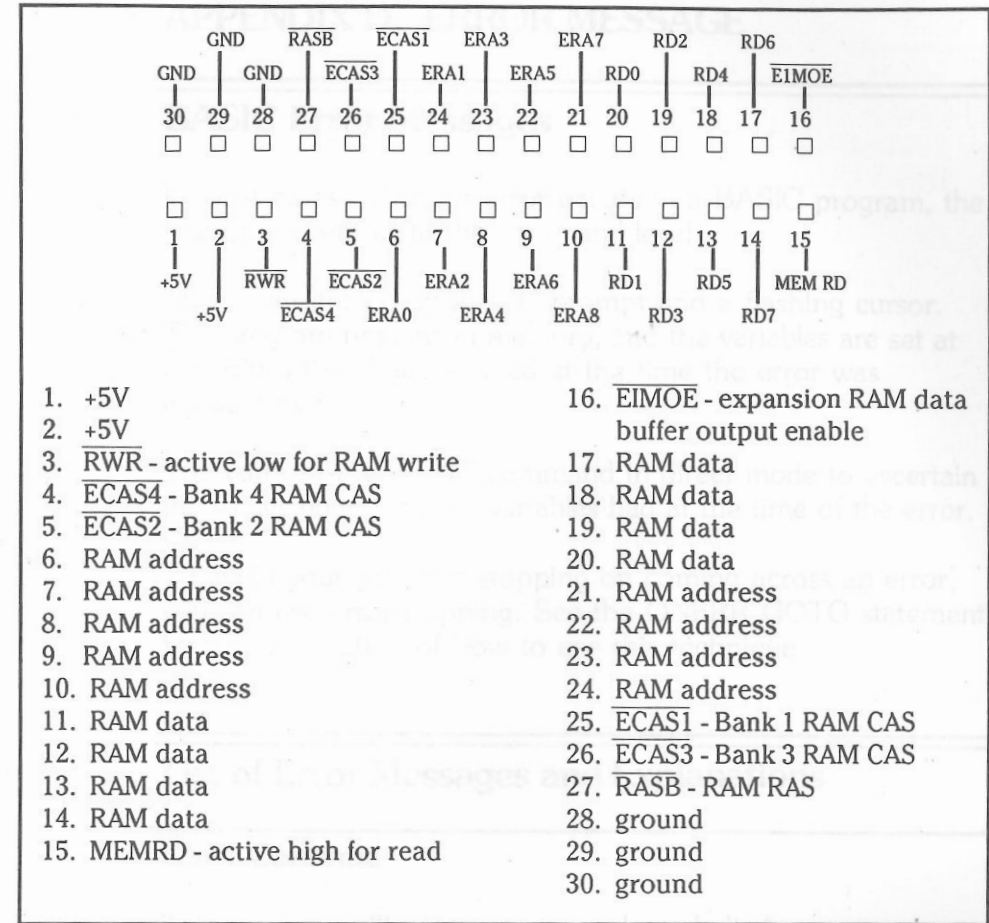 APPENDIX D: ERROR MESSAGE
GND RASB ECAS1 ERA3 ERA7 RD2 RD6
GND GND ECAS3 ERA1 ERA5 RD0 RD4 E1MOE
30 29 28 27 26 25 24 23 22 21 20 19 18 17 16
1 2 3 4 5 6 7 8 9 10 11 12 13 14 15
+5V RWR ECAS2 ERA2 ERA6 RD1 RD5 MEM RD
+5V ECAS4 ERA0 ERA4 ERA8 RD3 RD7
1. +5V
2. +5V
3. RWR - active low for RAM write
4. ECAS4 - Bank 4 RAM CAS
5. ECAS2 - Bank 2 RAM CAS
6. RAM address
7. RAM address
8. RAM address
9. RAM address
10. RAM address
11. RAM data
12. RAM data
13. RAM data
14. RAM data
15. MEMRD - active high for read
16. EIMOE - expansion RAM data
buffer output enable
17. RAM data
18. RAM data
19. RAM data
20. RAM data
21. RAM address
22. RAM address
23. RAM address
24. RAM address
25. ECAS1 - Bank 1 RAM CAS
26. ECAS3 - Bank 3 RAM CAS
27. RASB - RAM RAS
28. ground
29. ground
30. ground